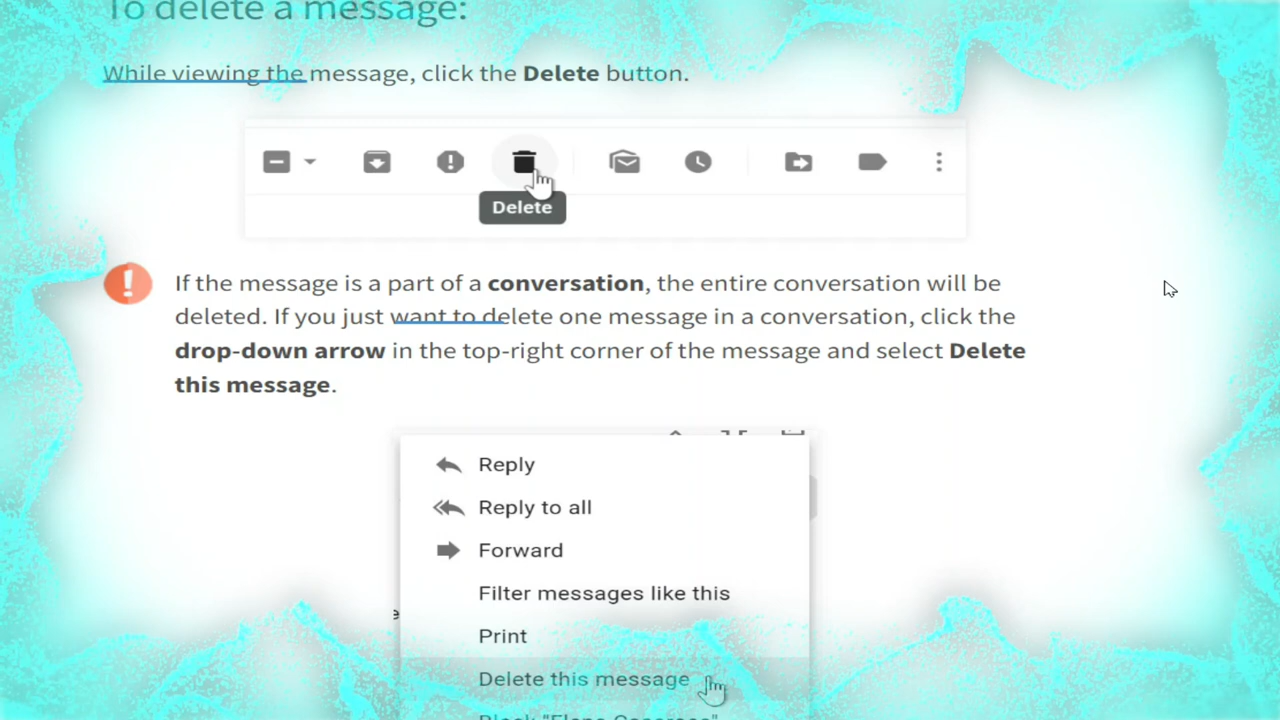 To delete a message:
While viewing the message, click the Delete button.
Delete
If the message is a part of a conversation, the entire conversation will be
deleted. If you just want to delete one message in a conversation, click the
drop-down arrow in the top-right corner of the message and select Delete
this message.
Reply
Reply to all
Forward
Filter messages like this
Print
Delete this message